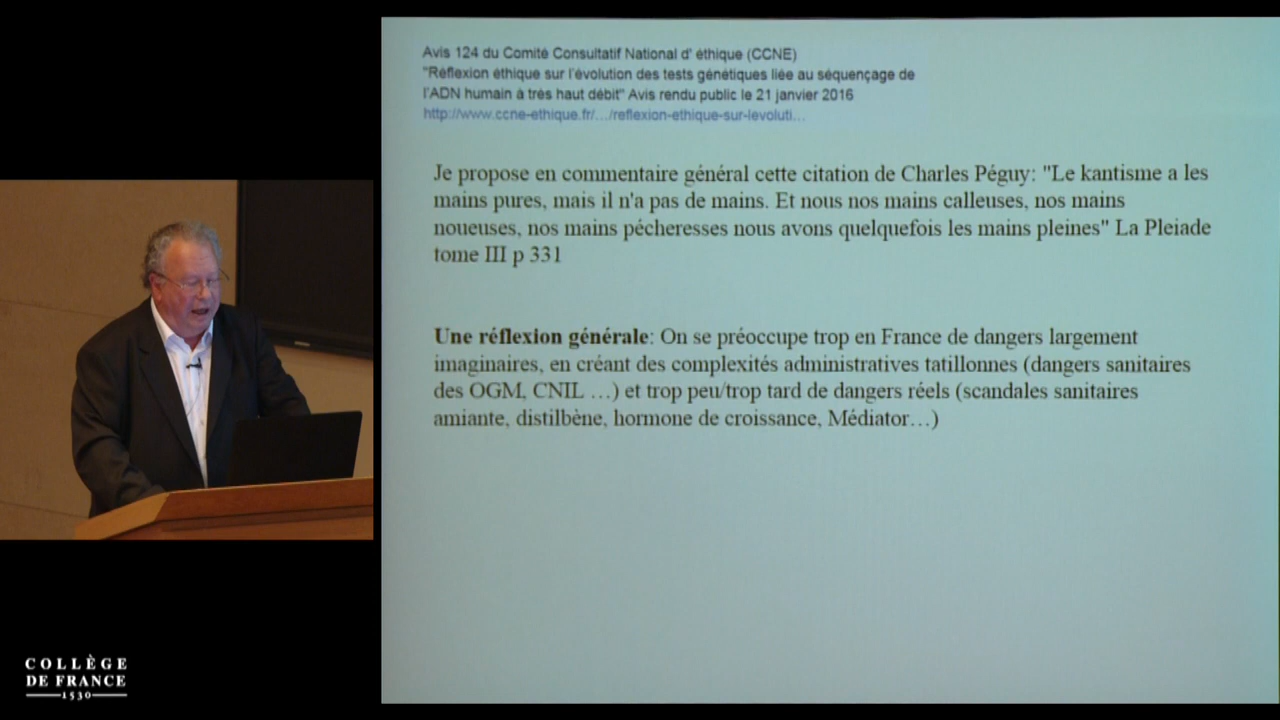 Avis 124 du Comité Consultatif National d' éthique (CCNE)
"Réflexion éthique sur l'évolution des tests génétiques liée au séquençage de
l'ADN humain à très haut débit" Avis rendu public le 21 janvier 2016
http://www.ccne-ethique.fr/.../reflexion-ethique-sur-levoluti...
Je propose en commentaire général cette citation de Charles Péguy: "Le kantisme a les
mains pures, mais il n'a pas de mains. Et nous nos mains calleuses, nos mains
noueuses, nos mains pécheresses nous avons quelquefois les mains pleines" La Pleiade
tome III p 331
Une réflexion générale: On se préoccupe trop en France de dangers largement
imaginaires, en créant des complexités administratives tatillonnes (dangers sanitaires
des OGM, CNIL …) et trop peu/trop tard de dangers réels (scandales sanitaires
amiante, distilbène, hormone de croissance, Médiator…)
COLLÈGE
DE FRANCE
1530